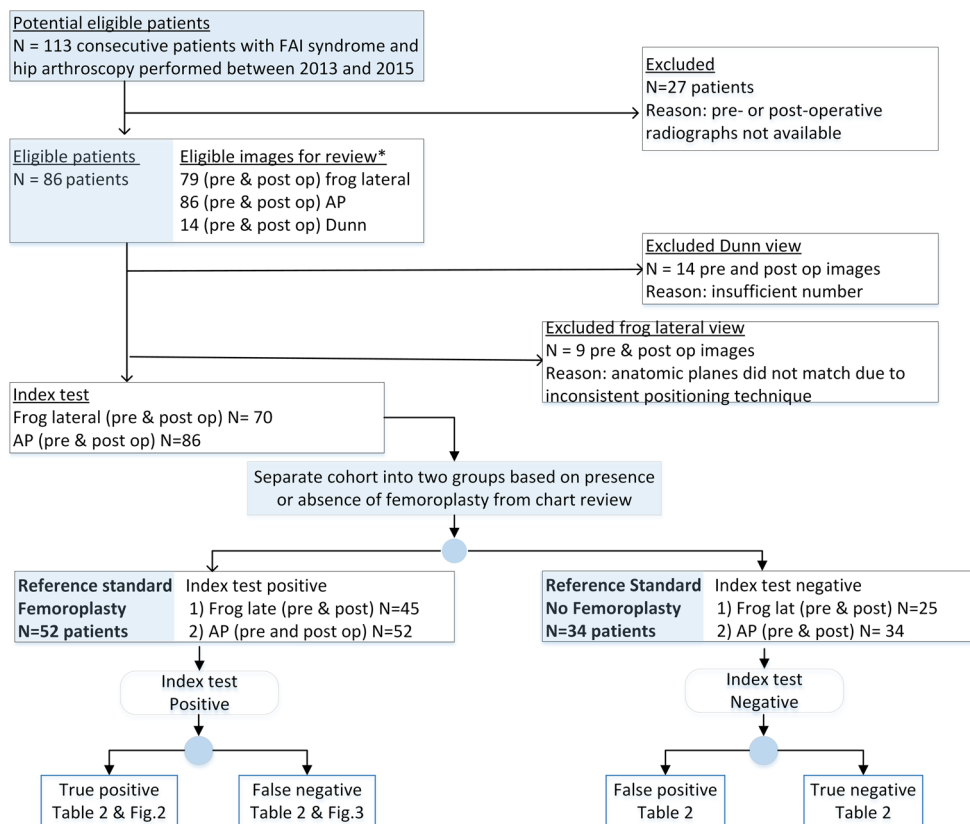 Potential eligible patients
N = 113 consecutive patients with FAI syndrome and
hip arthroscopy performed between 2013 and 2015
Excluded
N=27 patients
Reason: pre- or post-operative
radiographs not available
Eligible patients
N = 86 patients
Eligible images for review*
79 (pre & post op) frog lateral
86 (pre & post op) AP
14 (pre & post op) Dunn
Excluded Dunn view
N = 14 pre and post op images
Reason: insufficient number
Excluded frog lateral view
N = 9 pre & post op images
Reason: anatomic planes did not match due to
inconsistent positioning technique
Index test
Frog lateral (pre & post op) N= 70
AP (pre & post op) N=86
Separate cohort into two groups based on presence
or absence of femoroplasty from chart review
Reference standard
Femoroplasty
N=52 patients
Index test positive
1) Frog late (pre & post) N=45
2) AP (pre and post op) N=52
Reference Standard
No Femoroplasty
N=34 patients
Index test negative
1) Frog lat (pre & post) N=25
2) AP (pre & post) N= 34
Index test
Positive
Index test
Negative
True positive
Table 2 & Fig.2
False negative
Table 2 & Fig.3
False positive
Table 2
True negative
Table 2